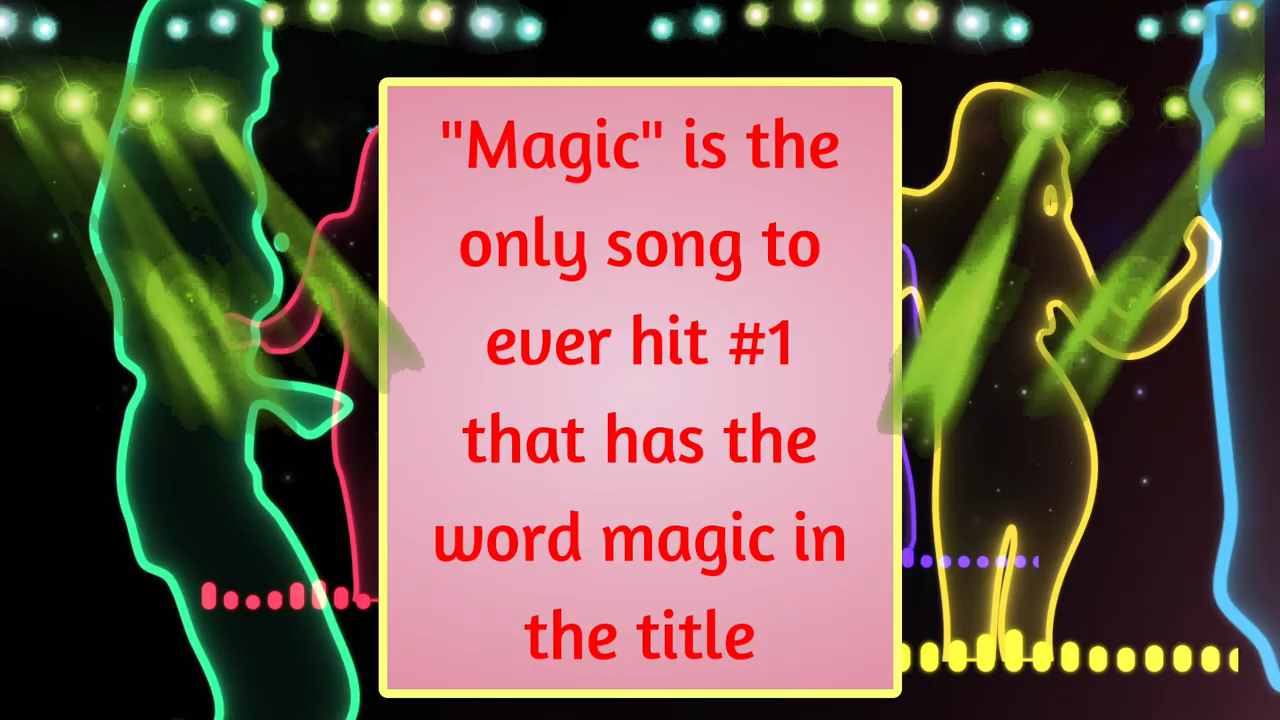 "Magic" is the
only song to
ever hit #1
that has the
word magic in
the title